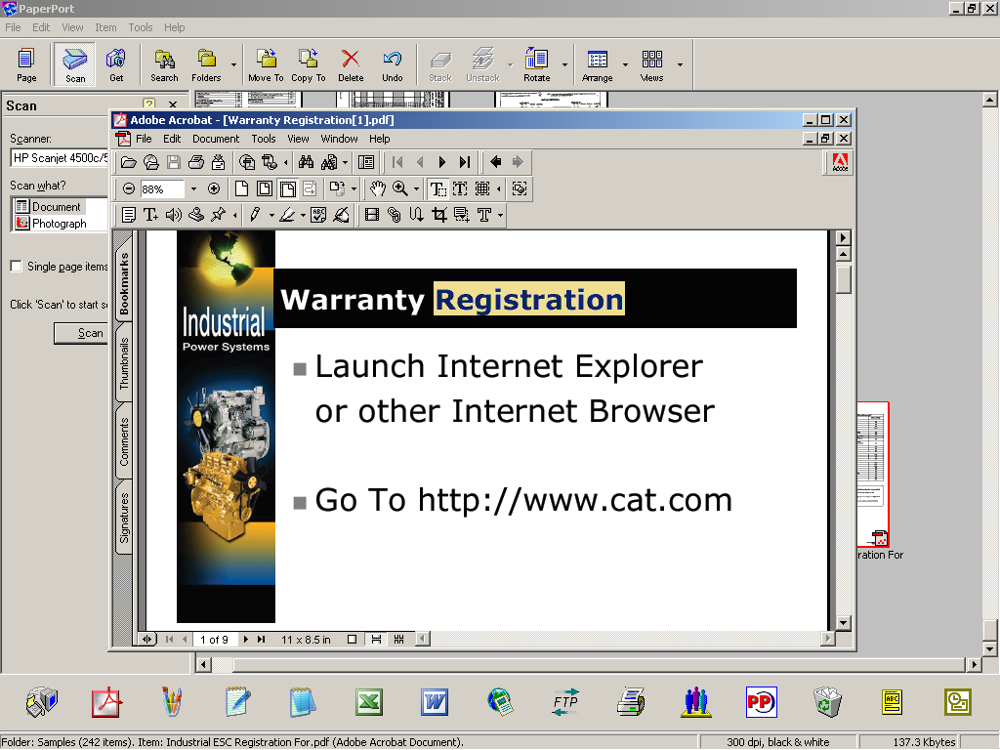 PaperPort
File Edit View Item Tools Help
Page Scan Get Search Folders Move To Copy To Delete Undo Stack Unstack Rotate Arrange Views
Scan
Scanner:
HP Scanjet 4500c/5
Scan what?
Document
Photograph
Single page items
Click 'Scan' to start s
Scan
Adobe Acrobat - [Warranty Registration[1].pdf]
File Edit Document Tools View Window Help
88%
Adobe
Bookmarks
Thumbnails
Comments
Signatures
Industrial
Power Systems
Warranty Registration
Launch Internet Explorer
or other Internet Browser
Go To http://www.cat.com
1 of 9 11 x 8.5 in
ration For
FTP
PP
ABC
Folder: Samples (242 items). Item: Industrial ESC Registration For.pdf (Adobe Acrobat Document). 300 dpi, black & white 137.3 Kbytes